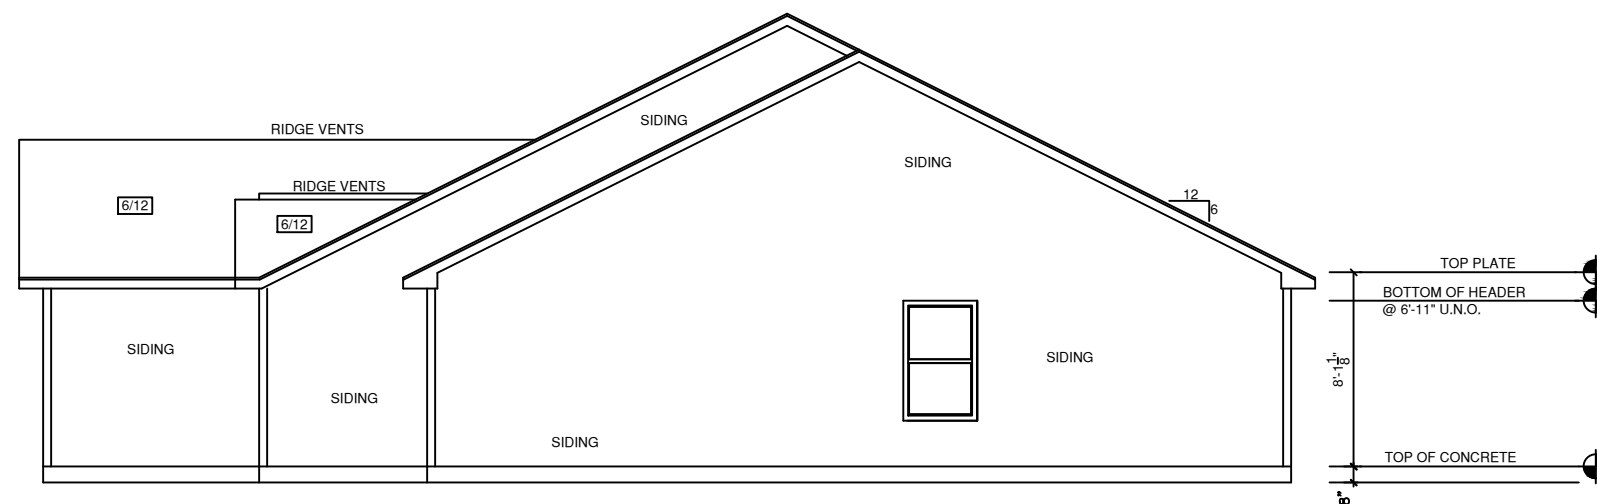 RIDGE VENTS
SIDING
SIDING
RIDGE VENTS
6/12
6/12
12
6
TOP PLATE
BOTTOM OF HEADER
@ 6'-11" U.N.O.
SIDING
SIDING
8'-1 1/8"
SIDING
SIDING
TOP OF CONCRETE
8"